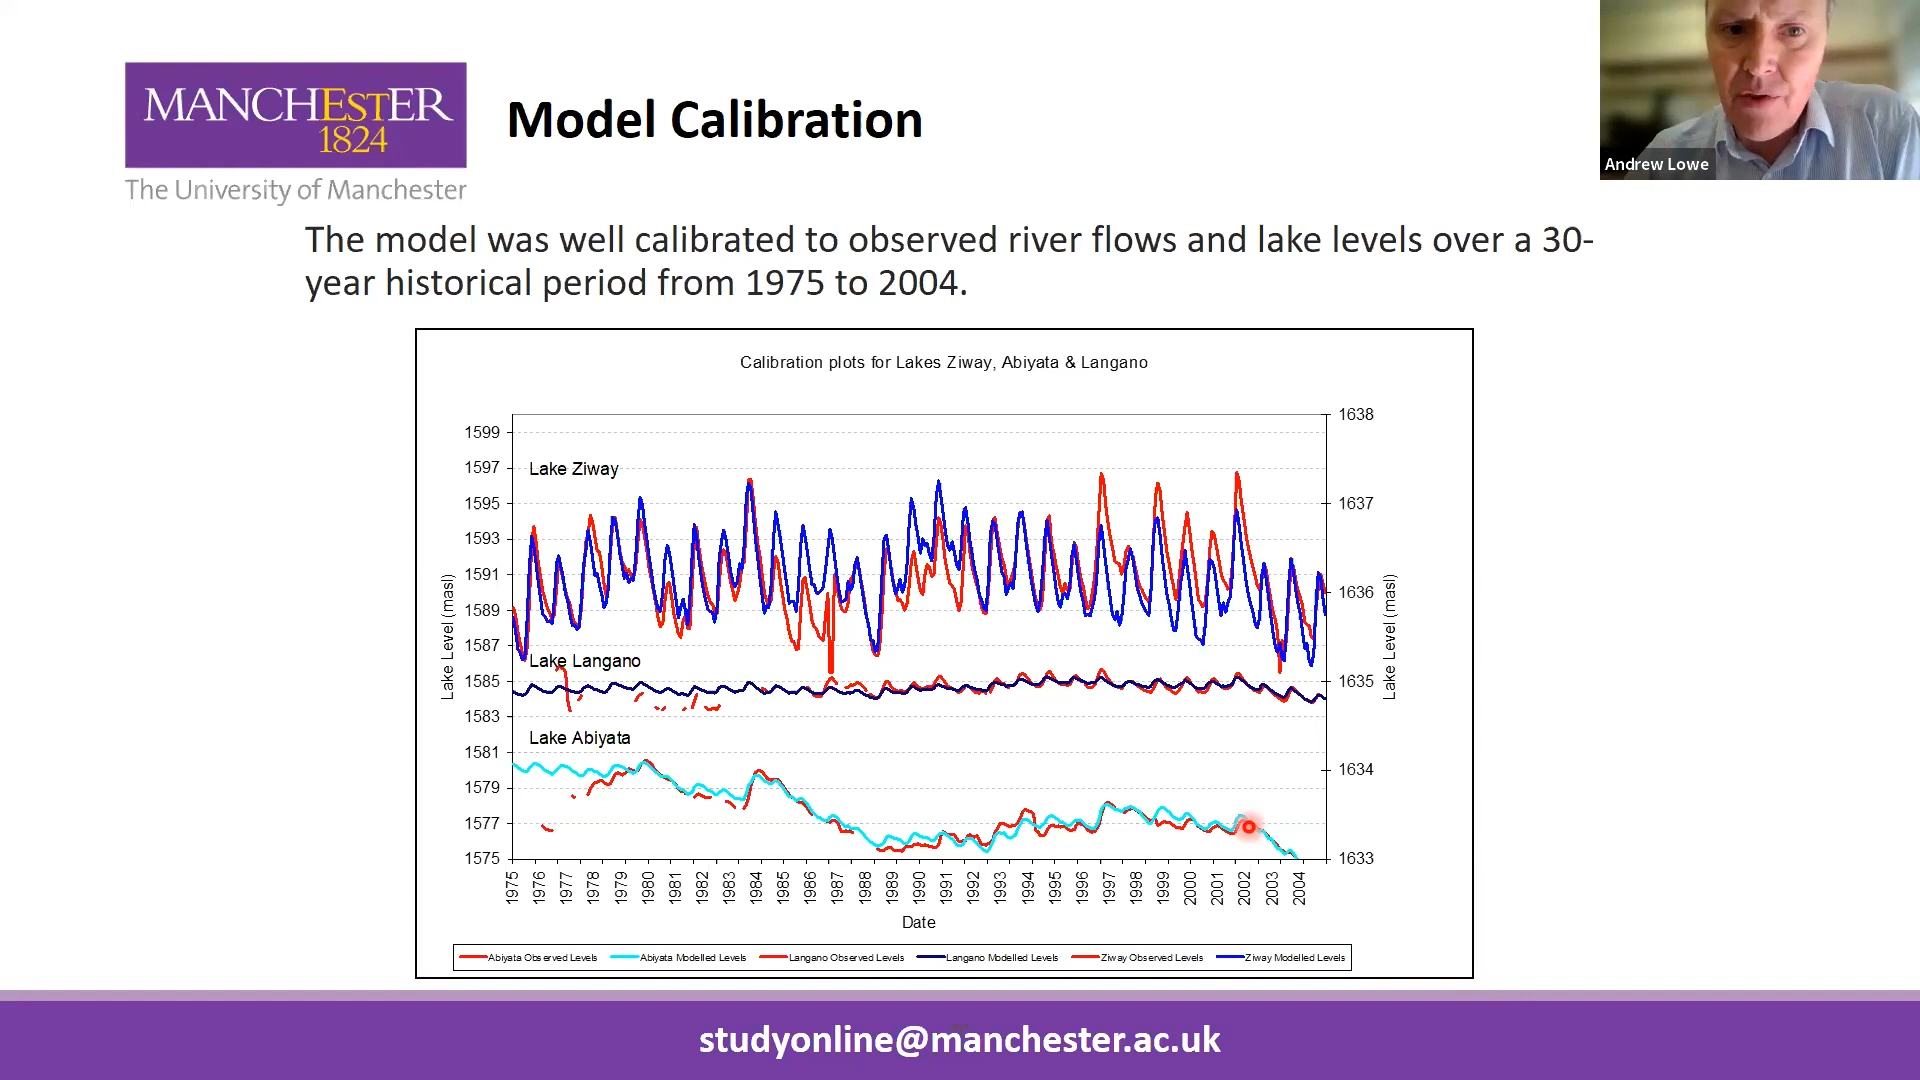 MANCHEstER
1824
The University of Manchester
Model Calibration
Andrew Lowe
The model was well calibrated to observed river flows and lake levels over a 30-
year historical period from 1975 to 2004.
Calibration plots for Lakes Ziway, Abiyata & Langano
Lake Level (masl)
1599
1597
1595
1593
1591
1589
1587
1585
1583
1581
1579
1577
1575
Lake Ziway
Lake Langano
Lake Abiyata
1638
1637
1636
1635
1634
1633
Lake Level (masl)
1975 1976 1977 1978 1979 1980 1981 1982 1983 1984 1985 1986 1987 1988 1989 1990 1991 1992 1993 1994 1995 1996 1997 1998 1999 2000 2001 2002 2003 2004
Date
Abiyata Observed Levels Abiyata Modelled Levels Langano Observed Levels Langano Modelled Levels Ziway Observed Levels Ziway Modelled Levels
studyonline@manchester.ac.uk